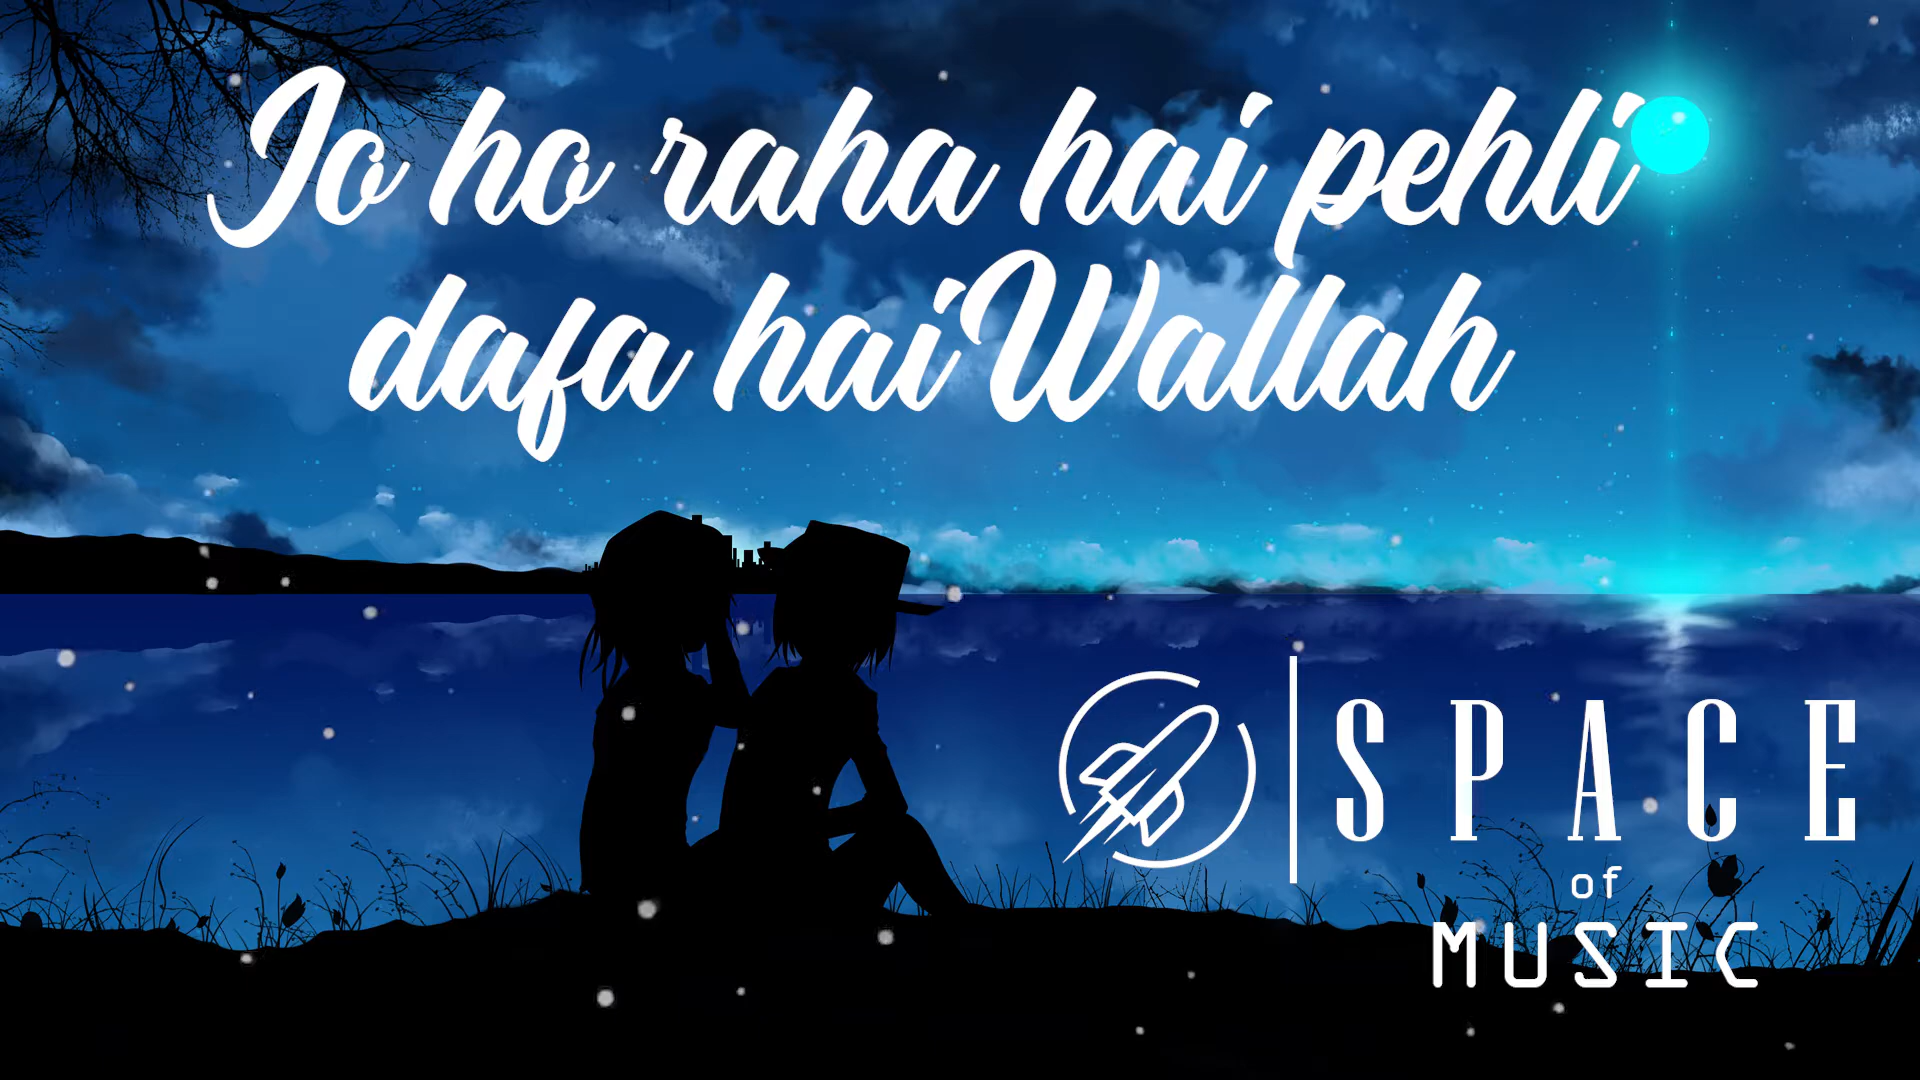 Jo ho raha hai pehli
dafa hai Wallah
SPACE
of
MUSIC